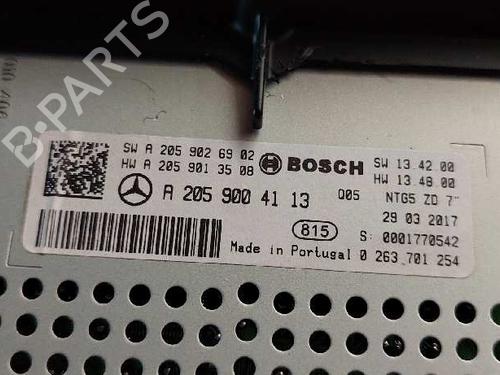 B-PARTS
SW A 205 902 69 02
HW A 205 901 35 08
BOSCH
SW 13.42.00
HW 13.48.00
A 205 900 41 13
Q05
NTG5 ZD 7"
29 03 2017
815
S: 0001770542
Made in Portugal
0 263 701 254